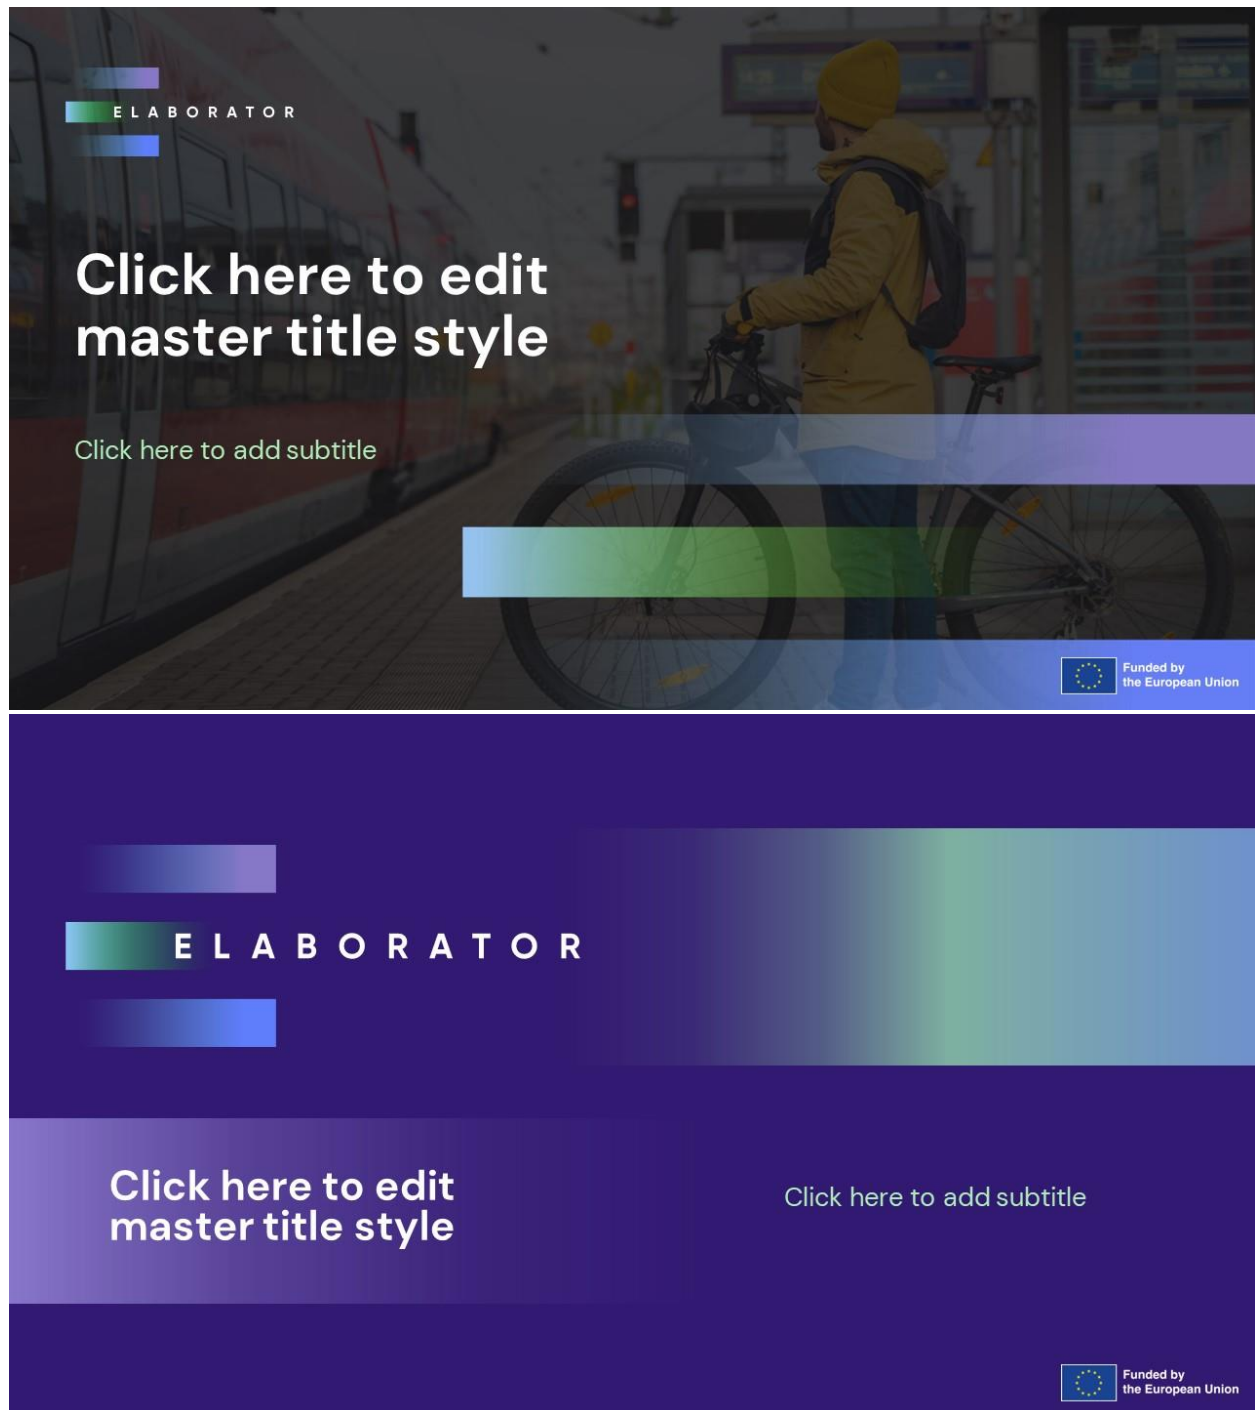 ELABORATOR
Click here to edit
master title style
Click here to add subtitle
Funded by
the European Union
ELABORATOR
Click here to edit
master title style
Click here to add subtitle
Funded by
the European Union